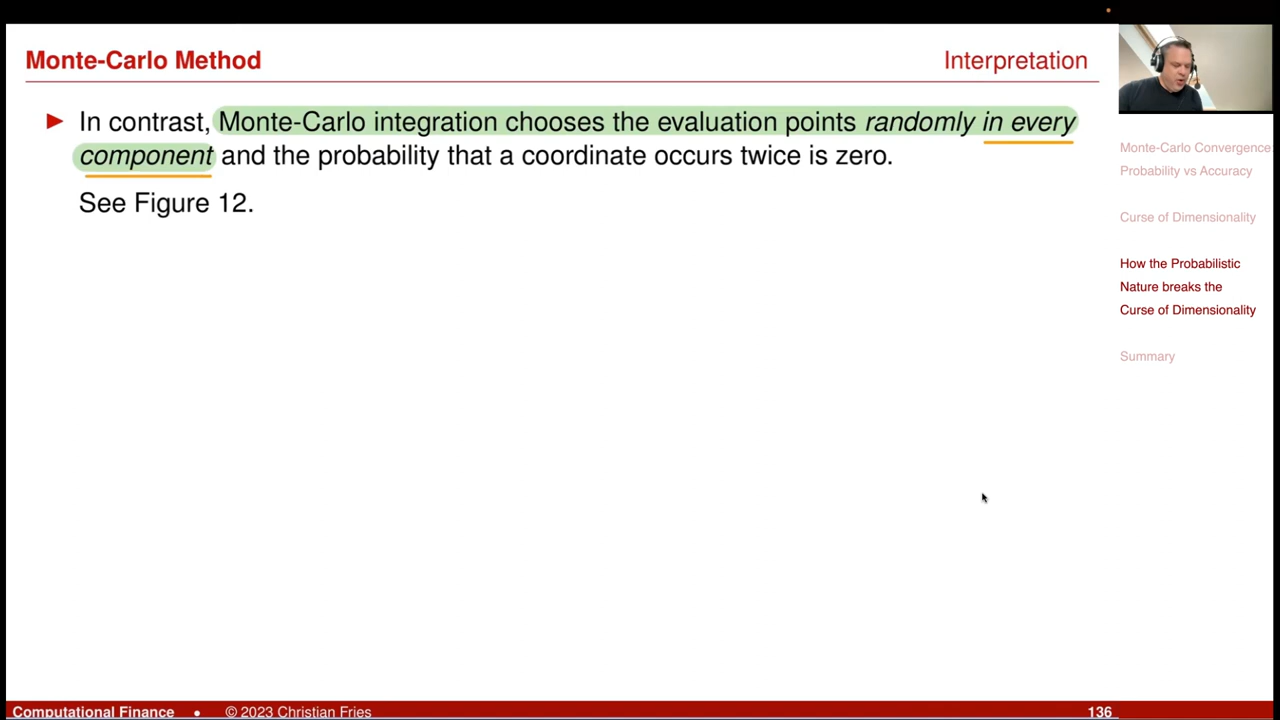 Monte-Carlo Method
Interpretation
In contrast, Monte-Carlo integration chooses the evaluation points randomly in every
component and the probability that a coordinate occurs twice is zero.
See Figure 12.
Monte-Carlo Convergence:
Probability vs Accuracy
Curse of Dimensionality
How the Probabilistic
Nature breaks the
Curse of Dimensionality
Summary
Computational Finance • © 2023 Christian Fries
136